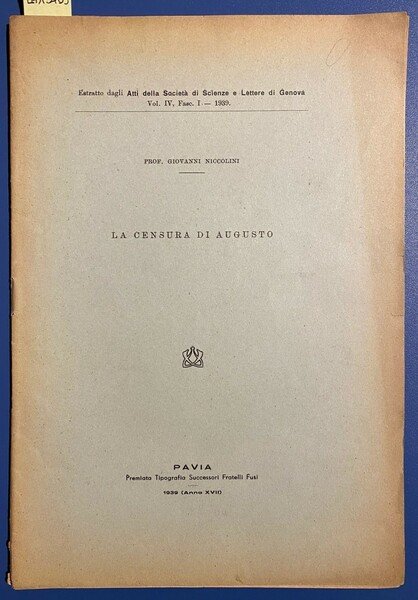 Estratto dagli Atti della Società di Scienze e Lettere di Genova
Vol. IV, Fasc. I — 1939.
PROF. GIOVANNI NICCOLINI
LA CENSURA DI AUGUSTO
PAVIA
Premiata Tipografia Successori Fratelli Fusi
1939 (Anno XVII)